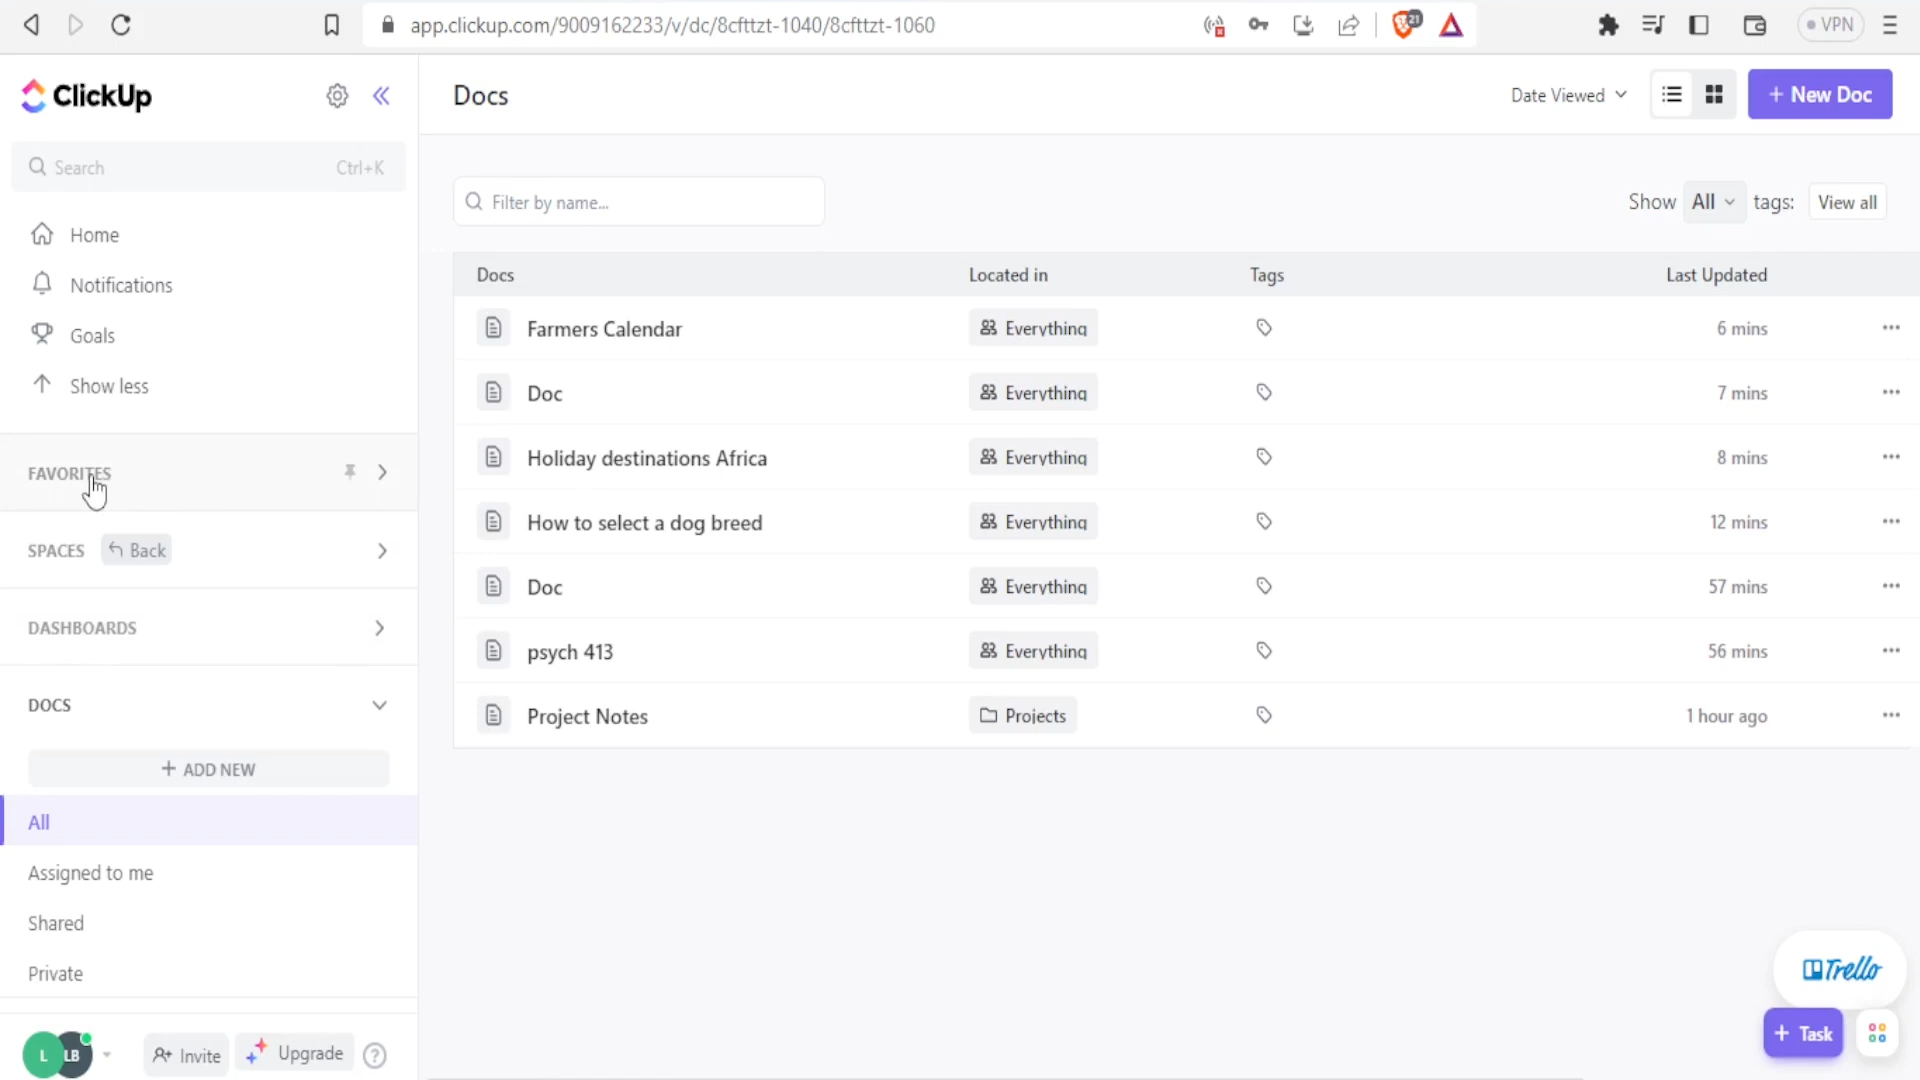 app.clickup.com/9009162233/v/dc/8cfttzt-1040/8cfttzt-1060
21
VPN
ClickUp
Docs
Date Viewed
+ New Doc
Search
Ctrl+K
Filter by name...
Show All tags: View all
Home
Notifications
Goals
Show less
FAVORITES
SPACES
Back
DASHBOARDS
DOCS
+ ADD NEW
All
Assigned to me
Shared
Private
L
LB
Invite
Upgrade
?
Docs Located in Tags Last Updated
Farmers Calendar Everything 6 mins
Doc Everything 7 mins
Holiday destinations Africa Everything 8 mins
How to select a dog breed Everything 12 mins
Doc Everything 57 mins
psych 413 Everything 56 mins
Project Notes Projects 1 hour ago
Trello
+ Task